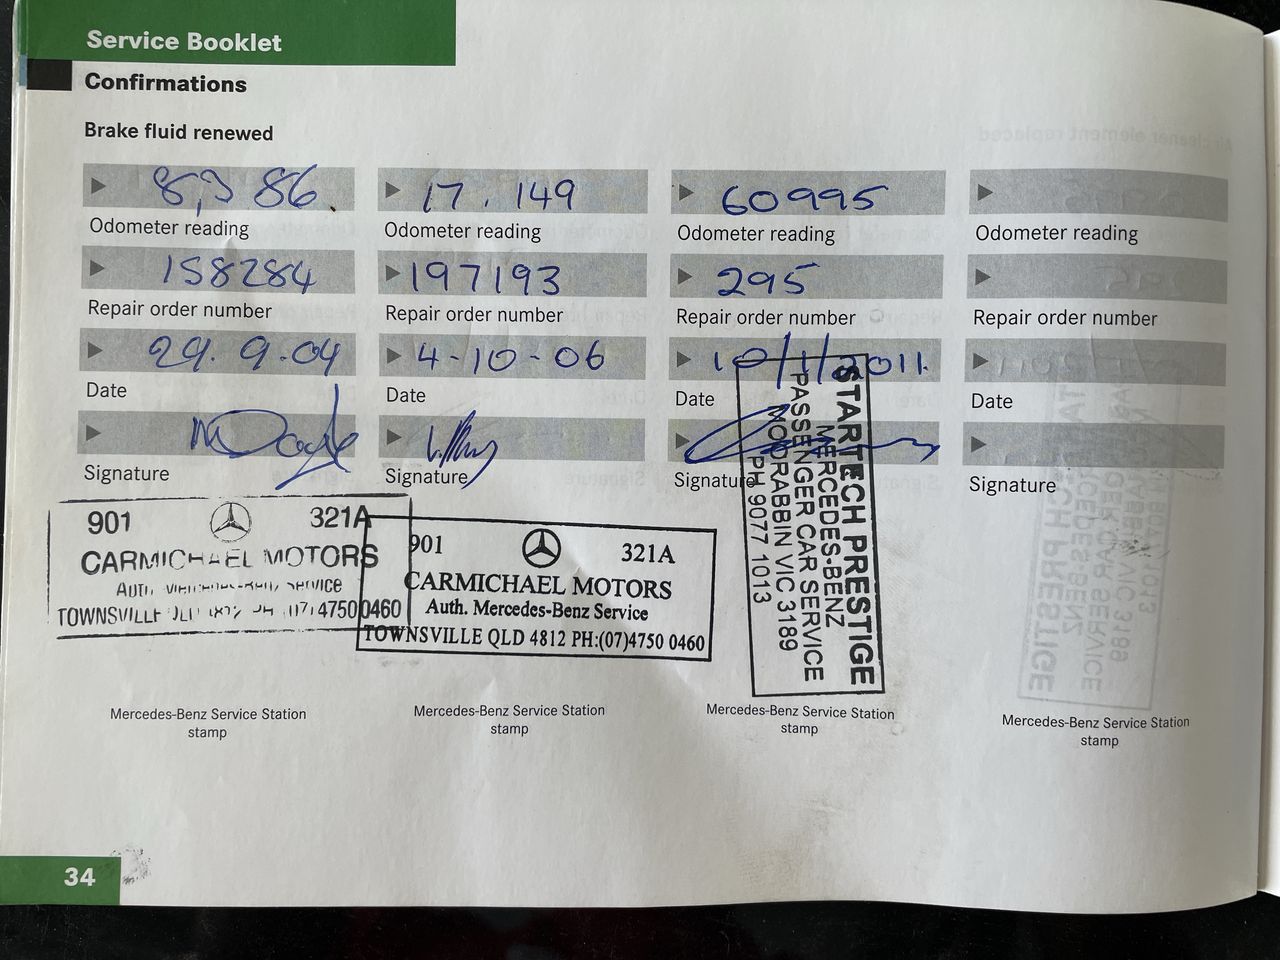 Service Booklet
Confirmations
Brake fluid renewed
8,386.
Odometer reading
158284
Repair order number
29.9.04
Date
Signature
901 321A
CARMICHAEL MOTORS
TOWNSVILLE (07) 4750 0460
Mercedes-Benz Service Station
stamp
17.149
Odometer reading
197193
Repair order number
4-10-06
Date
Signature
901 321A
CARMICHAEL MOTORS
Auth. Mercedes-Benz Service
TOWNSVILLE QLD 4812 PH:(07)4750 0460
Mercedes-Benz Service Station
stamp
60995
Odometer reading
295
Repair order number
10/1/2011.
Date
Signature
STARTECH PRESTIGE
MERCEDES-BENZ
PASSENGER CAR SERVICE
MOORABBIN VIC 3189
PH 9077 1013
Mercedes-Benz Service Station
stamp
Odometer reading
Repair order number
Date
Signature
Mercedes-Benz Service Station
stamp
34